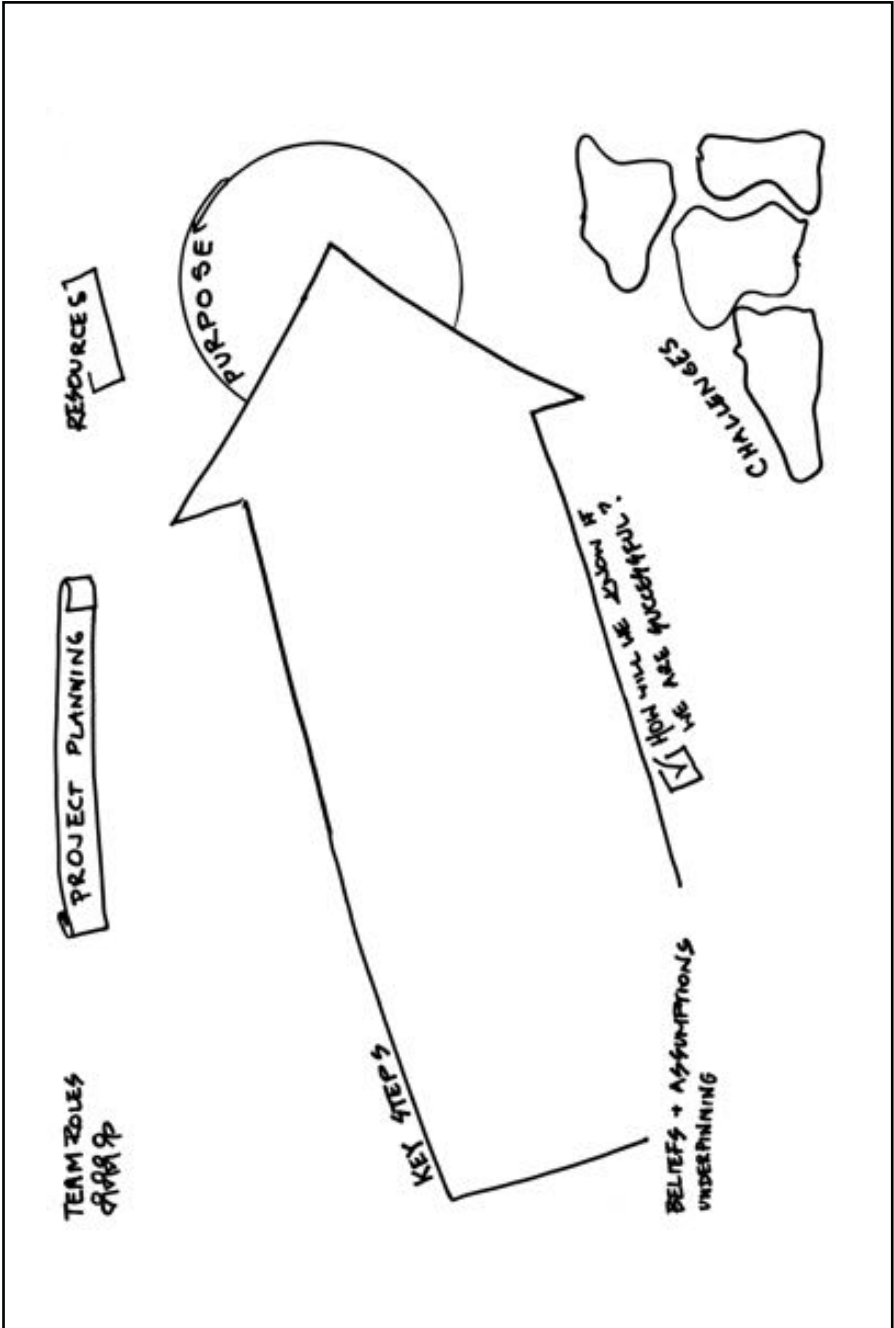 TEAM ROLES
PROJECT PLANNING
RESOURCES
PURPOSE
KEY STEPS
HOW WILL WE KNOW IF
WE ARE SUCCESSFUL?
CHALLENGES
BELIEFS + ASSUMPTIONS
UNDERPINNING